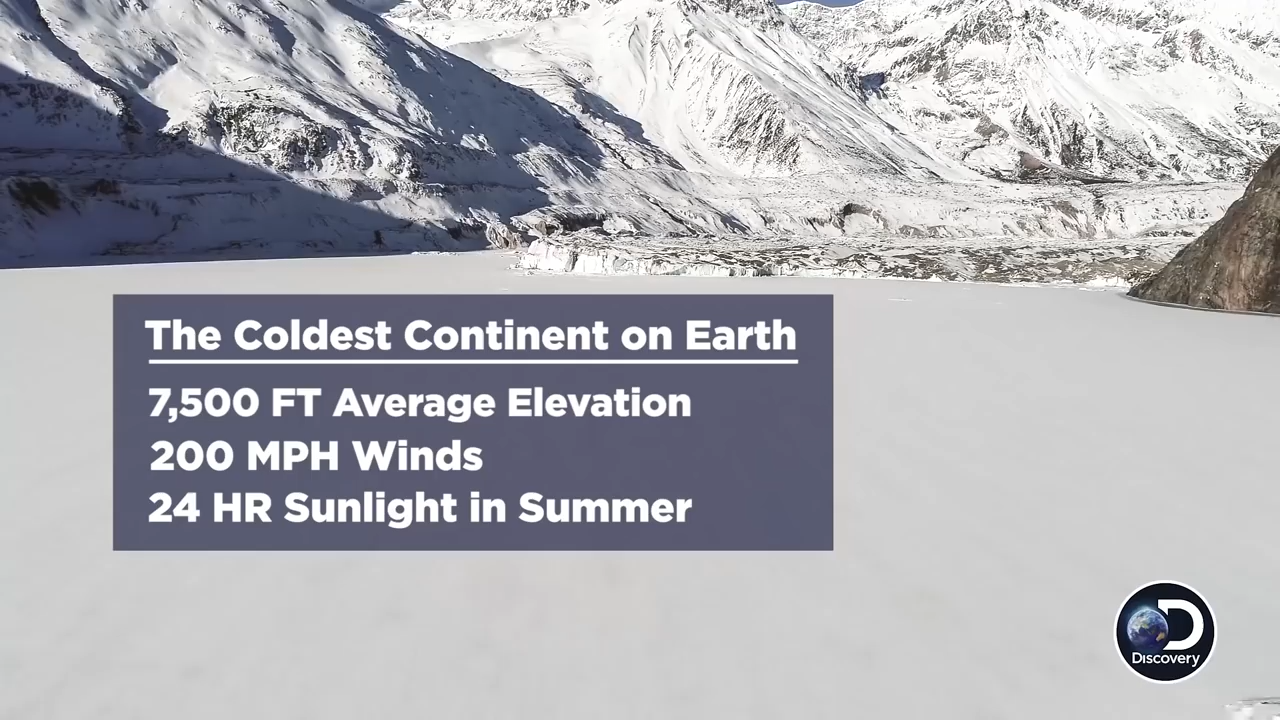 The Coldest Continent on Earth
7,500 FT Average Elevation
200 MPH Winds
24 HR Sunlight in Summer
Discovery